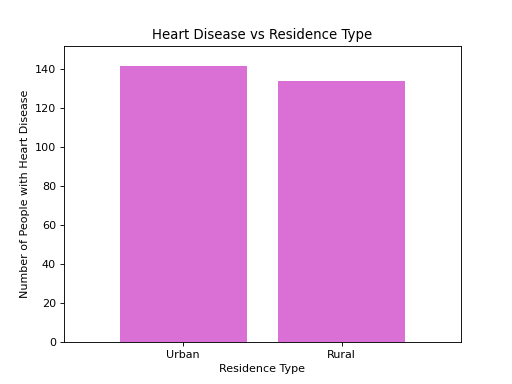 Heart Disease vs Residence Type
Number of People with Heart Disease
140
120
100
80
60
40
20
0
Urban Rural
Residence Type